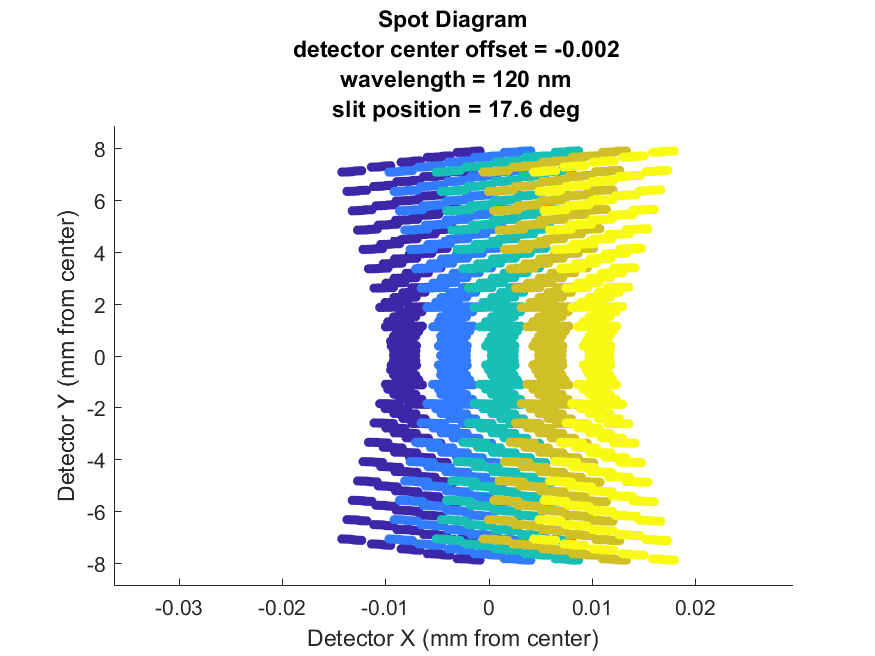 Spot Diagram
detector center offset = -0.002
wavelength = 120 nm
slit position = 17.6 deg
8
6
4
2
0
-2
-4
-6
-8
Detector Y (mm from center)
-0.03 -0.02 -0.01 0 0.01 0.02
Detector X (mm from center)